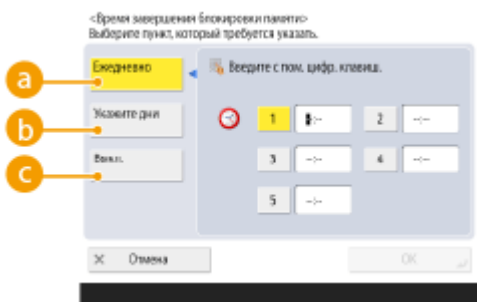 <Время завершения блокировки памяти>
Выберите пункт, который требуется указать.
a
Ежедневно
Введите с пом. цифр. клавиш.
b
Укажите дни
1
-:--
2
--:--
c
Выкл.
3
--:--
4
--:--
5
--:--
× Отмена
OK